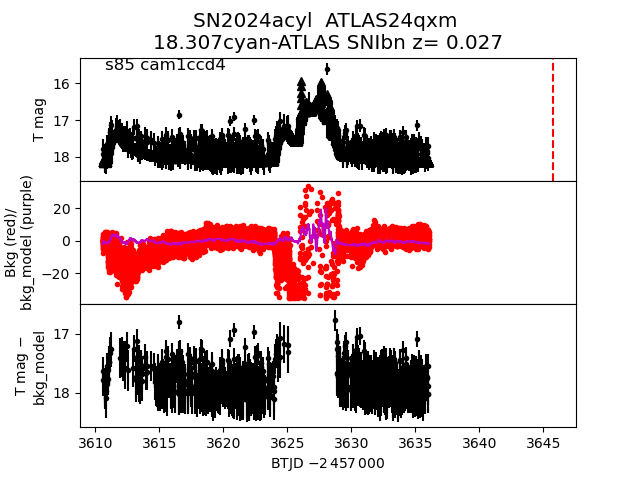 SN2024acyl  ATLAS24qxm
18.307cyan-ATLAS SNIbn z= 0.027
s85 cam1ccd4
T mag
16
17
18
Bkg (red)/
bkg_model (purple)
20
0
−20
T mag −
bkg_model
17
18
3610 3615 3620 3625 3630 3635 3640 3645
BTJD −2 457 000